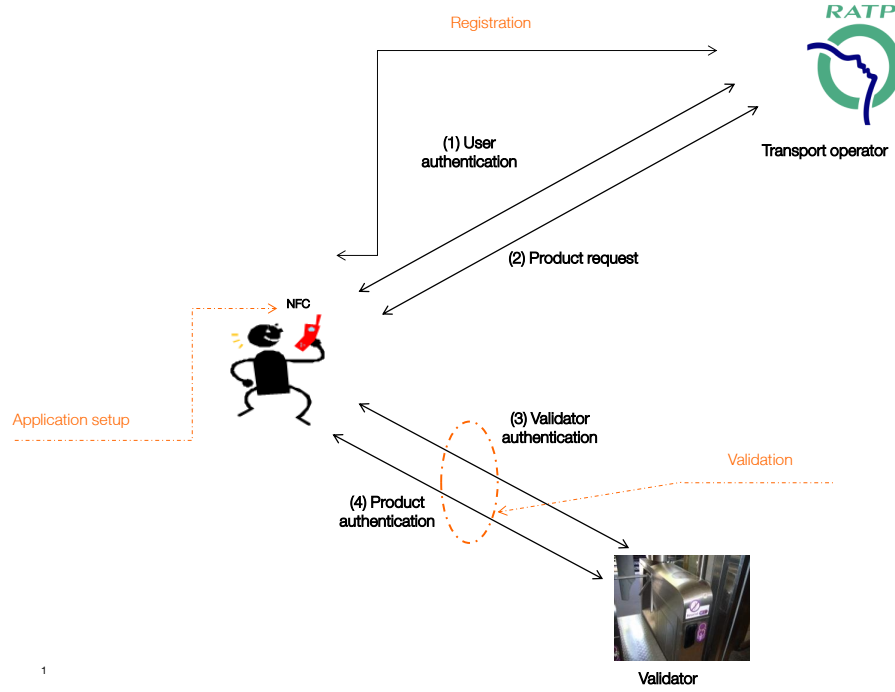 RATP
Registration
(1) User
authentication
Transport operator
(2) Product request
NFC
Application setup
(3) Validator
authentication
Validation
(4) Product
authentication
1
Validator